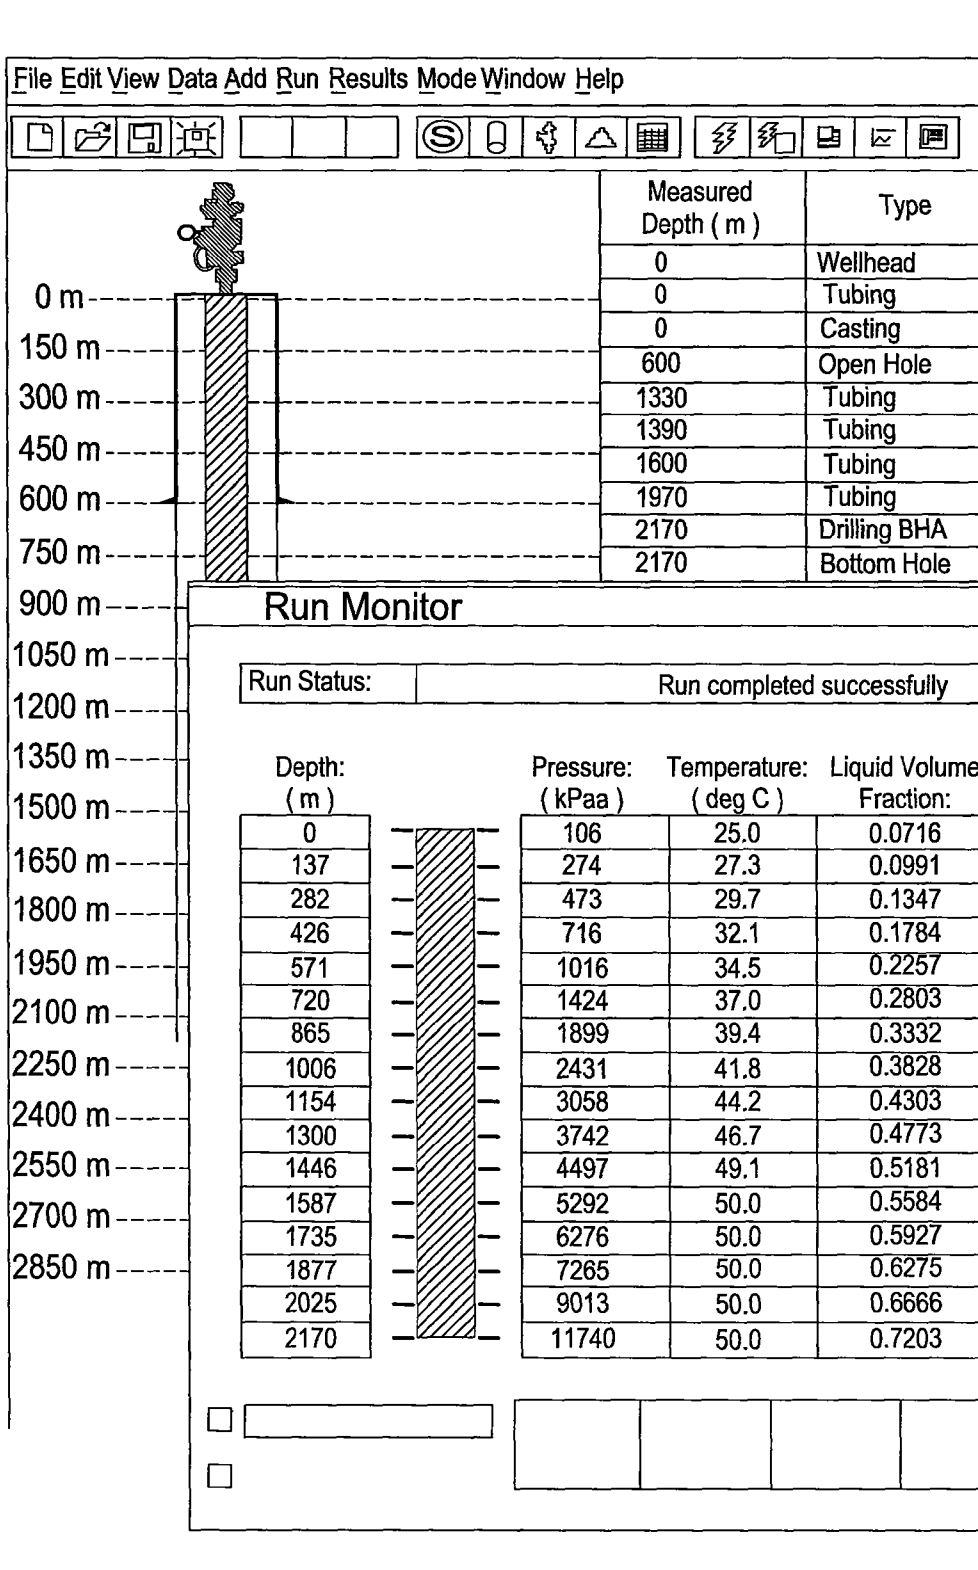 File Edit View Data Add Run Results Mode Window Help
S
Measured Depth ( m ) Type
0 Wellhead
0 Tubing
0 Casting
600 Open Hole
1330 Tubing
1390 Tubing
1600 Tubing
1970 Tubing
2170 Drilling BHA
2170 Bottom Hole
0 m
150 m
300 m
450 m
600 m
750 m
900 m
1050 m
1200 m
1350 m
1500 m
1650 m
1800 m
1950 m
2100 m
2250 m
2400 m
2550 m
2700 m
2850 m
Run Monitor
Run Status: Run completed successfully
Depth: Pressure: Temperature: Liquid Volume
( m ) ( kPaa ) ( deg C ) Fraction:
0 106 25.0 0.0716
137 274 27.3 0.0991
282 473 29.7 0.1347
426 716 32.1 0.1784
571 1016 34.5 0.2257
720 1424 37.0 0.2803
865 1899 39.4 0.3332
1006 2431 41.8 0.3828
1154 3058 44.2 0.4303
1300 3742 46.7 0.4773
1446 4497 49.1 0.5181
1587 5292 50.0 0.5584
1735 6276 50.0 0.5927
1877 7265 50.0 0.6275
2025 9013 50.0 0.6666
2170 11740 50.0 0.7203